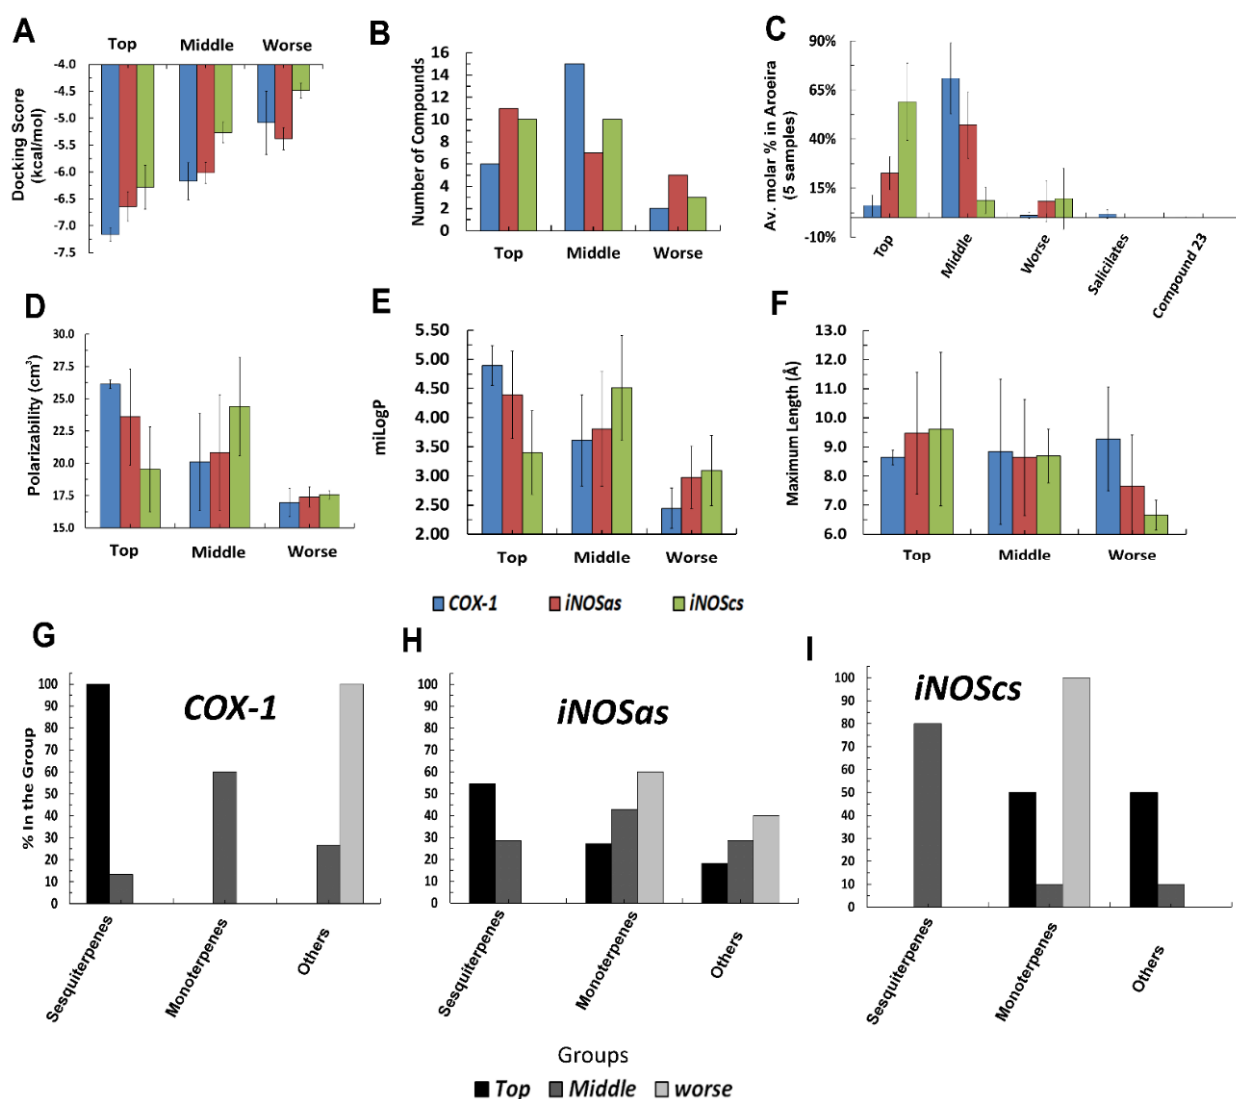 A
Top Middle Worse
-4.0
-4.5
-5.0
-5.5
-6.0
-6.5
-7.0
-7.5
Docking Score
(kcal/mol)
B
16
14
12
10
8
6
4
2
0
Number of Compounds
Top Middle Worse
C
90%
65%
40%
15%
-10%
Av. molar % in Aroeira
(5 samples)
Top
Middle
Worse
Salicilates
Compound 23
D
30.0
27.5
25.0
22.5
20.0
17.5
15.0
Polarizability (cm³)
Top Middle Worse
E
5.50
5.00
4.50
4.00
3.50
3.00
2.50
2.00
miLogP
Top Middle Worse
F
13.0
12.0
11.0
10.0
9.0
8.0
7.0
6.0
Maximum Length (Å)
Top Middle Worse
COX-1 iNOSas iNOScs
G
COX-1
100
90
80
70
60
50
40
30
20
10
0
% In the Group
Sesquiterpenes
Monoterpenes
Others
H
iNOSas
100
90
80
70
60
50
40
30
20
10
0
Sesquiterpenes
Monoterpenes
Others
I
iNOScs
100
90
80
70
60
50
40
30
20
10
0
Sesquiterpenes
Monoterpenes
Others
Groups
Top Middle worse